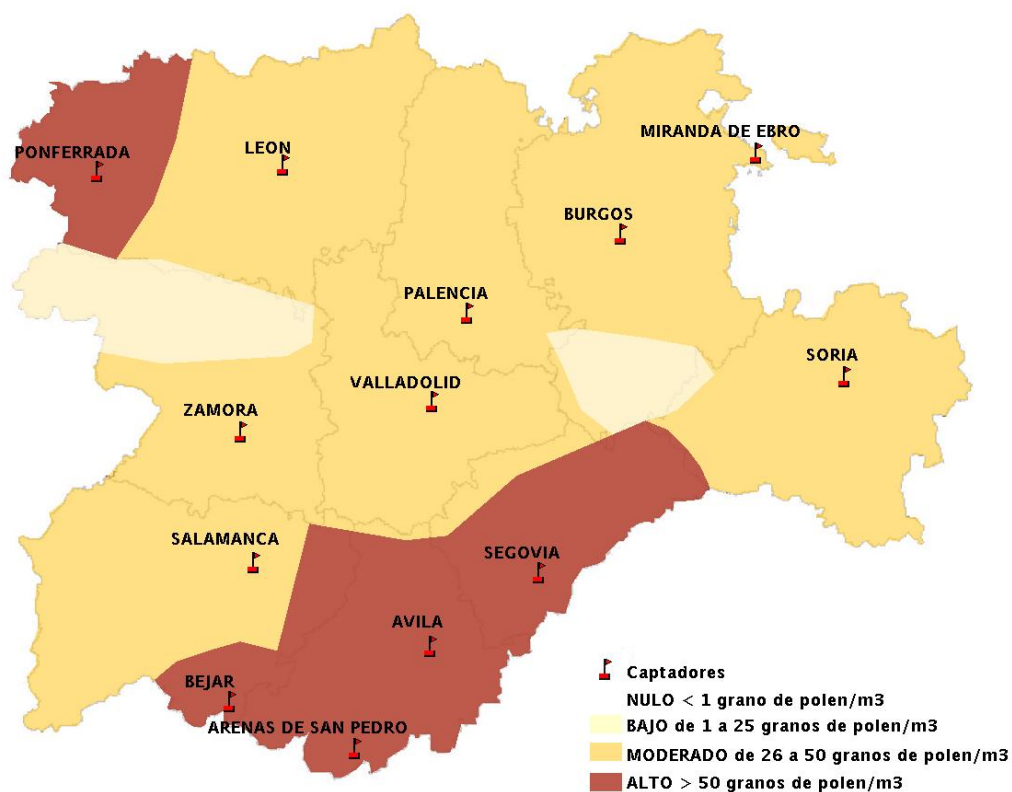 MIRANDA DE EBRO
PONFERRADA
LEON
BURGOS
PALENCIA
SORIA
VALLADOLID
ZAMORA
SALAMANCA
SEGOVIA
AVILA
BEJAR
ARENAS DE SAN PEDRO
Captadores
NULO < 1 grano de polen/m3
BAJO de 1 a 25 granos de polen/m3
MODERADO de 26 a 50 granos de polen/m3
ALTO > 50 granos de polen/m3